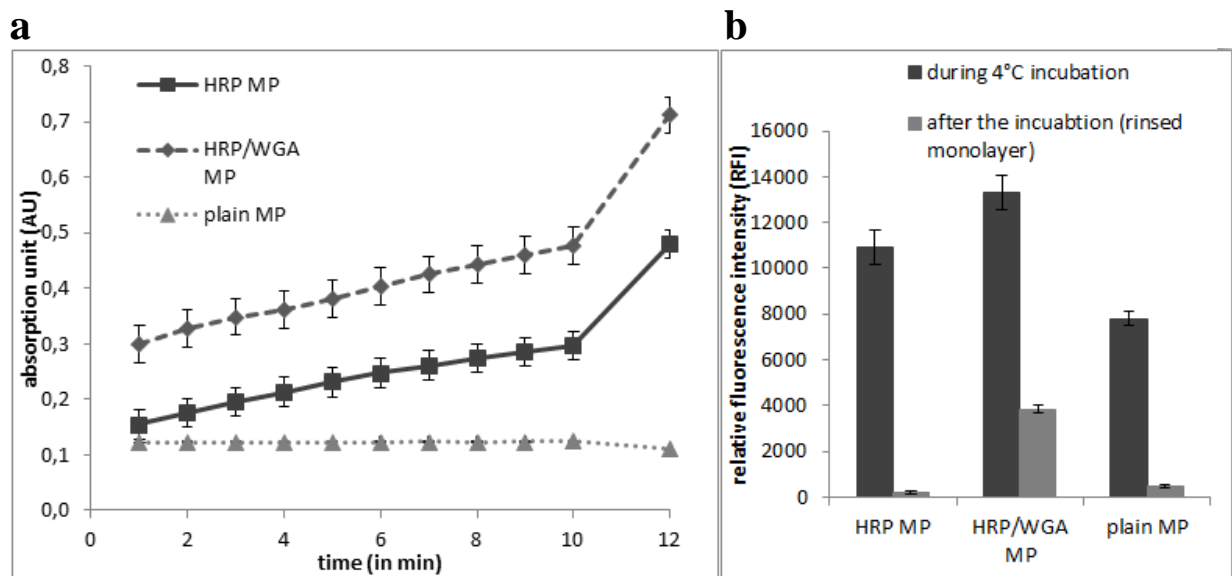 a
0,8
0,7
0,6
0,5
0,4
0,3
0,2
0,1
0,0
absorption unit (AU)
HRP MP
HRP/WGA
MP
plain MP
0
2
4
6
8
10
12
time (in min)
b
during 4°C incubation
after the incuabtion (rinsed
monolayer)
16000
14000
12000
10000
8000
6000
4000
2000
0
relative fluorescence intensity (RFI)
HRP MP
HRP/WGA
MP
plain MP